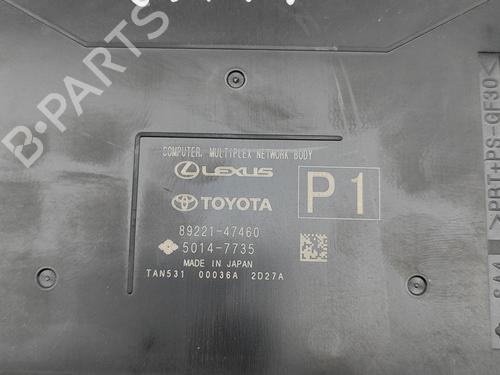 COMPUTER, MULTIPLEX NETWORK BODY
LEXUS
TOYOTA
P1
89221-47460
5014-7735
MADE IN JAPAN
TAN531 00036A 2D27A
>PBT+PS-GF30<
B-PARTS